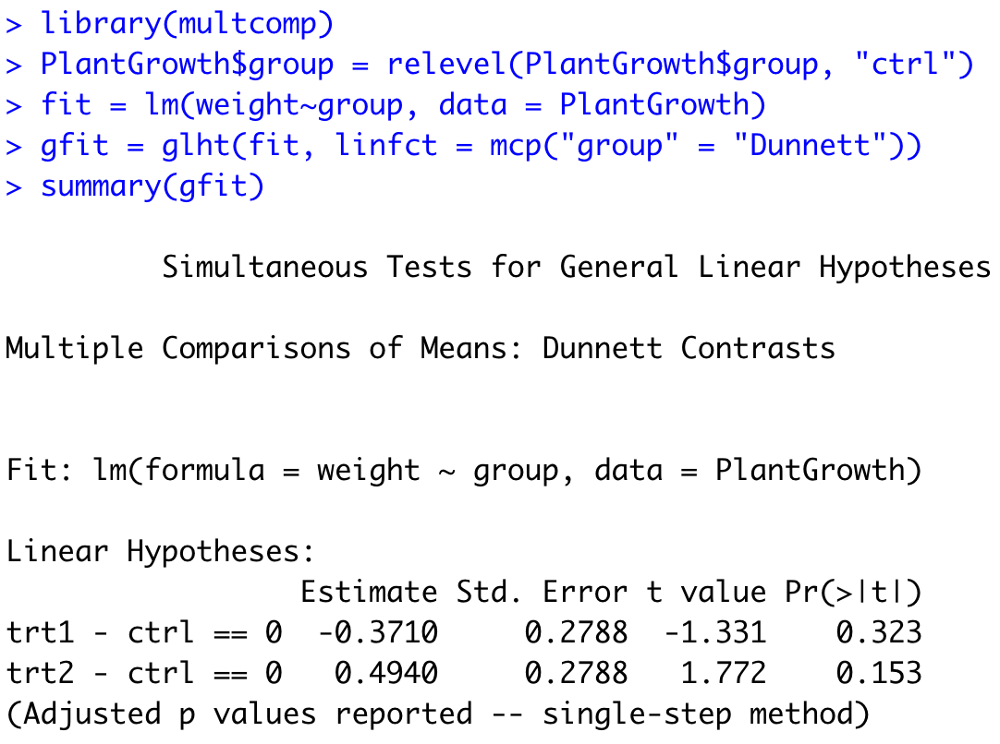 > library(multcomp)
> PlantGrowth$group = relevel(PlantGrowth$group, "ctrl")
> fit = lm(weight~group, data = PlantGrowth)
> gfit = glht(fit, linfct = mcp("group" = "Dunnett"))
> summary(gfit)
Simultaneous Tests for General Linear Hypotheses
Multiple Comparisons of Means: Dunnett Contrasts
Fit: lm(formula = weight ~ group, data = PlantGrowth)
Linear Hypotheses:
Estimate Std. Error t value Pr(>|t|)
trt1 - ctrl == 0 -0.3710 0.2788 -1.331 0.323
trt2 - ctrl == 0 0.4940 0.2788 1.772 0.153
(Adjusted p values reported -- single-step method)